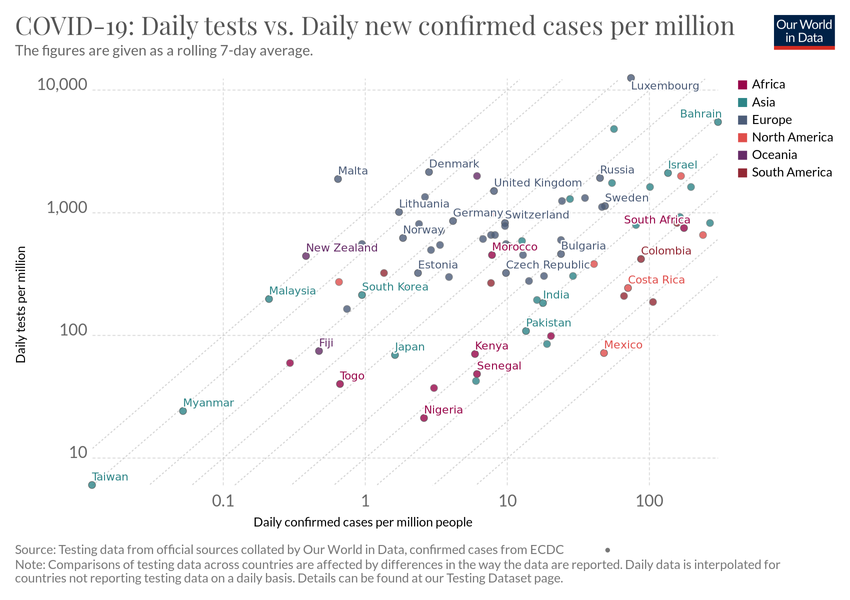 COVID-19: Daily tests vs. Daily new confirmed cases per million
The figures are given as a rolling 7-day average.
Our World
in Data
Daily tests per million
10,000
1,000
100
10
Luxembourg
Bahrain
Malta
Denmark
Russia
Israel
United Kingdom
Lithuania
Sweden
Germany
Switzerland
South Africa
Norway
New Zealand
Morocco
Bulgaria
Colombia
Estonia
Czech Republic
Malaysia
South Korea
India
Costa Rica
Pakistan
Fiji
Japan
Kenya
Mexico
Togo
Senegal
Myanmar
Nigeria
Taiwan
0.1
1
10
100
Daily confirmed cases per million people
Africa
Asia
Europe
North America
Oceania
South America
Source: Testing data from official sources collated by Our World in Data, confirmed cases from ECDC
Note: Comparisons of testing data across countries are affected by differences in the way the data are reported. Daily data is interpolated for
countries not reporting testing data on a daily basis. Details can be found at our Testing Dataset page.